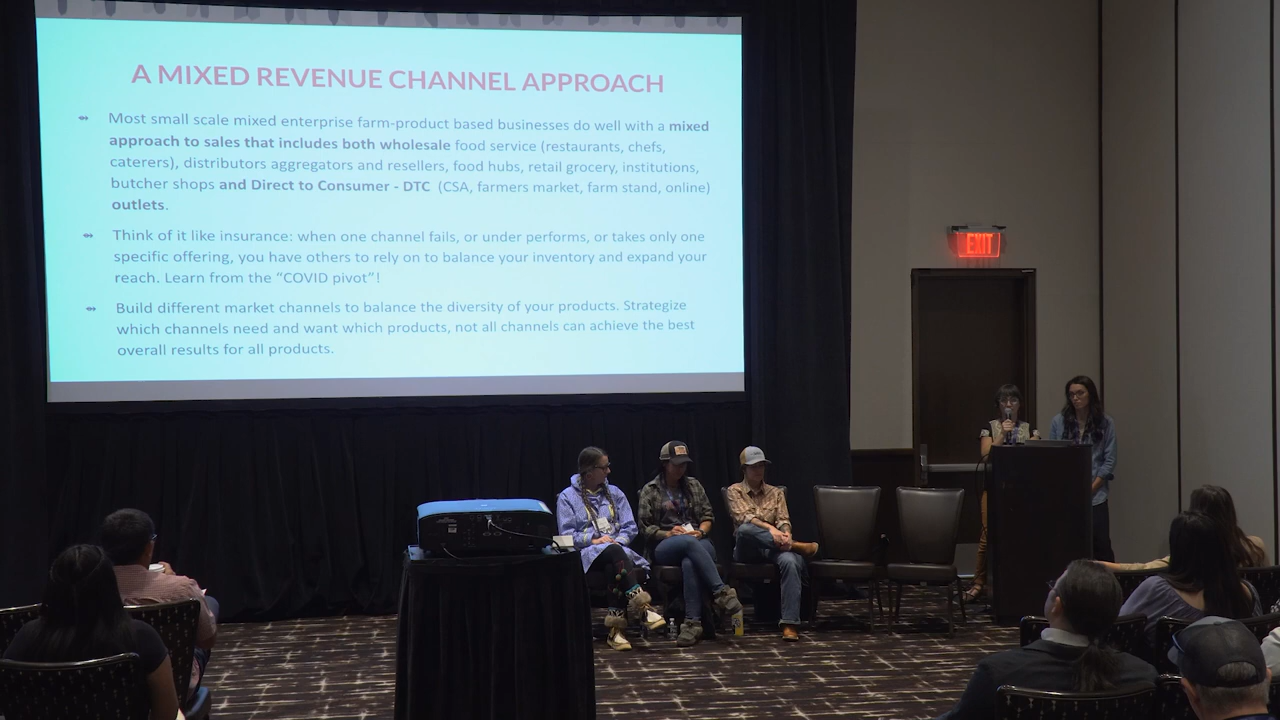 A MIXED REVENUE CHANNEL APPROACH
Most small scale mixed enterprise farm-product based businesses do well with a mixed
approach to sales that includes both wholesale food service (restaurants, chefs,
caterers), distributors aggregators and resellers, food hubs, retail grocery, institutions,
butcher shops and Direct to Consumer - DTC (CSA, farmers market, farm stand, online)
outlets.
Think of it like insurance: when one channel fails, or under performs, or takes only one
specific offering, you have others to rely on to balance your inventory and expand your
reach. Learn from the “COVID pivot”!
Build different market channels to balance the diversity of your products. Strategize
which channels need and want which products, not all channels can achieve the best
overall results for all products.
EXIT